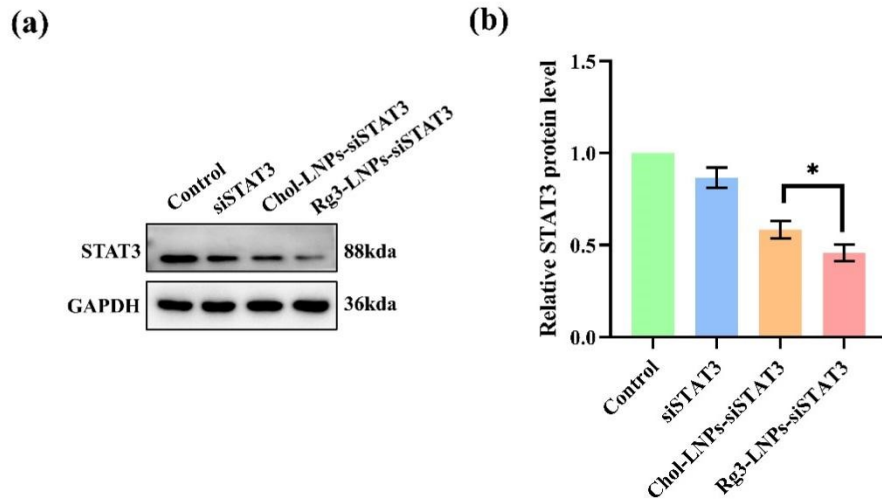 (a)
Control
siSTAT3
Chol-LNPs-siSTAT3
Rg3-LNPs-siSTAT3
STAT3
88kda
GAPDH
36kda
(b)
Relative STAT3 protein level
1.5
1.0
0.5
0.0
*
Control
siSTAT3
Chol-LNPs-siSTAT3
Rg3-LNPs-siSTAT3